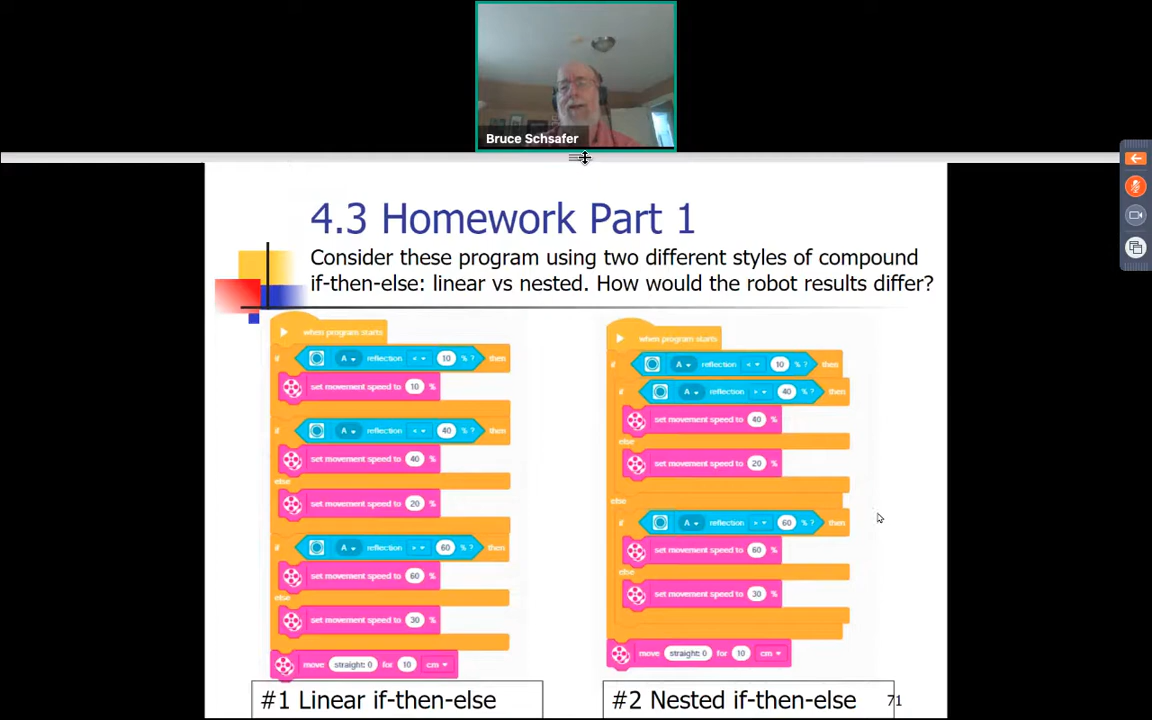 Bruce Schsafer
4.3 Homework Part 1
Consider these program using two different styles of compound
if-then-else: linear vs nested. How would the robot results differ?
when program starts
if A reflection < 10 % ? then
set movement speed to 10 %
if A reflection < 40 % ? then
set movement speed to 40 %
else
set movement speed to 20 %
if A reflection > 60 % ? then
set movement speed to 60 %
else
set movement speed to 30 %
move straight: 0 for 10 cm
#1 Linear if-then-else
when program starts
if A reflection < 10 % ? then
if A reflection > 40 % ? then
set movement speed to 40 %
else
set movement speed to 20 %
else
if A reflection > 60 % ? then
set movement speed to 60 %
else
set movement speed to 30 %
move straight: 0 for 10 cm
#2 Nested if-then-else
71